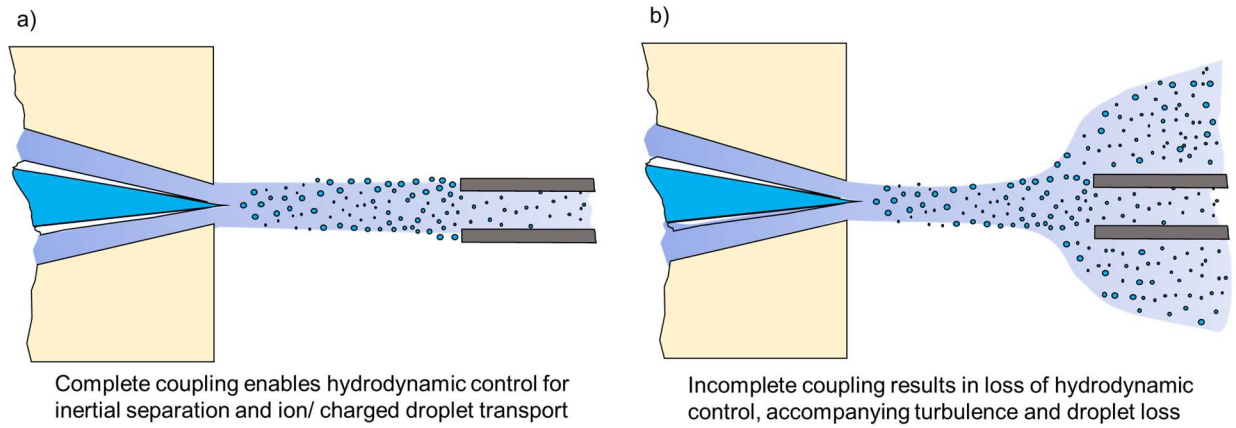 a)
Complete coupling enables hydrodynamic control for
inertial separation and ion/ charged droplet transport
b)
Incomplete coupling results in loss of hydrodynamic
control, accompanying turbulence and droplet loss